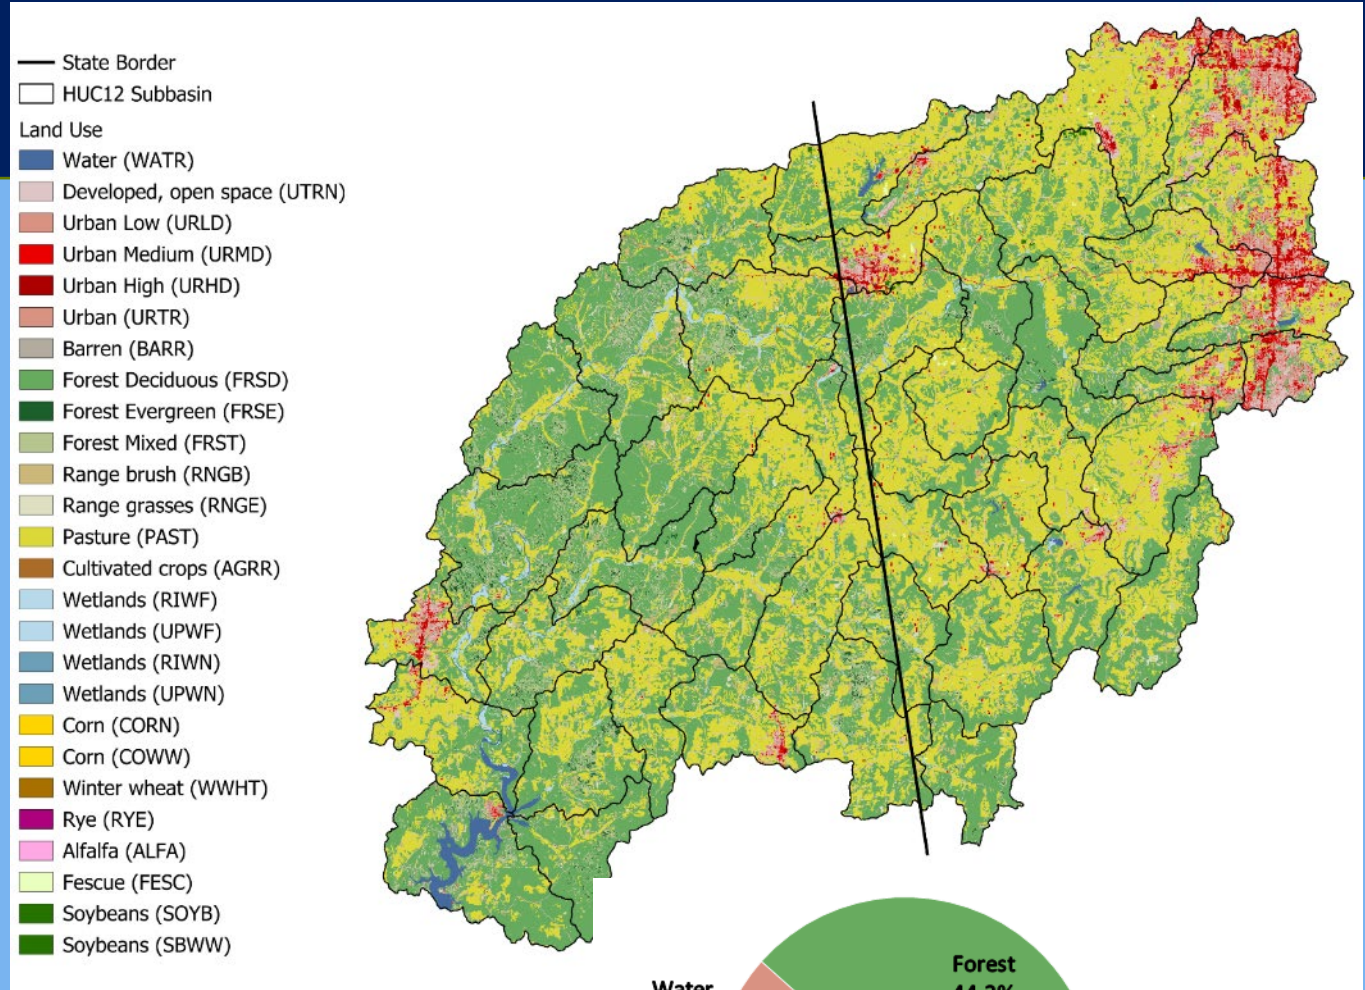 State Border
HUC12 Subbasin
Land Use
Water (WATR)
Developed, open space (UTRN)
Urban Low (URLD)
Urban Medium (URMD)
Urban High (URHD)
Urban (URTR)
Barren (BARR)
Forest Deciduous (FRSD)
Forest Evergreen (FRSE)
Forest Mixed (FRST)
Range brush (RNGB)
Range grasses (RNGE)
Pasture (PAST)
Cultivated crops (AGRR)
Wetlands (RIWF)
Wetlands (UPWF)
Wetlands (RIWN)
Wetlands (UPWN)
Corn (CORN)
Corn (COWW)
Winter wheat (WWHT)
Rye (RYE)
Alfalfa (ALFA)
Fescue (FESC)
Soybeans (SOYB)
Soybeans (SBWW)
Forest
Water